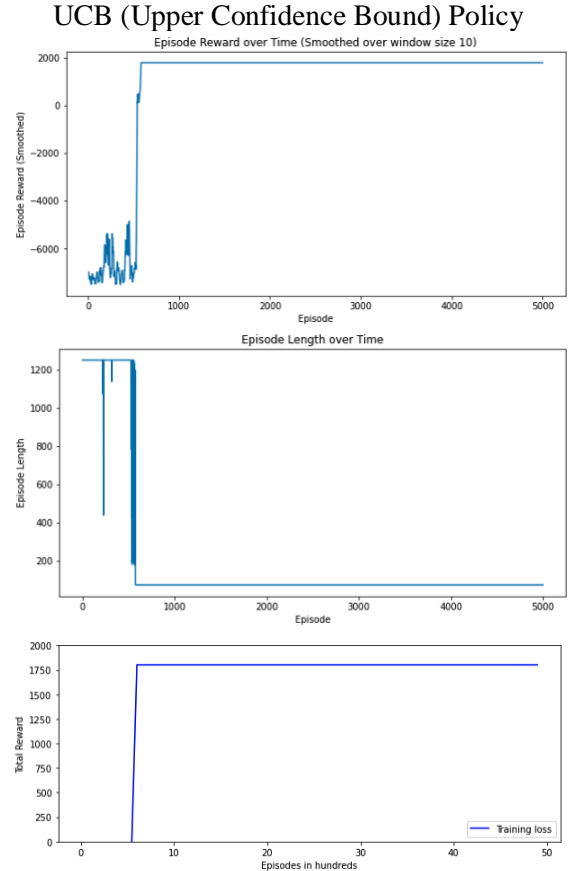 UCB (Upper Confidence Bound) Policy
Episode Reward over Time (Smoothed over window size 10)
2000
0
−2000
−4000
−6000
Episode Reward (Smoothed)
0 1000 2000 3000 4000 5000
Episode
Episode Length over Time
1200
1000
800
600
400
200
Episode Length
0 1000 2000 3000 4000 5000
Episode
2000
1750
1500
1250
1000
750
500
250
0
Total Reward
Training loss
0 10 20 30 40 50
Episodes in hundreds